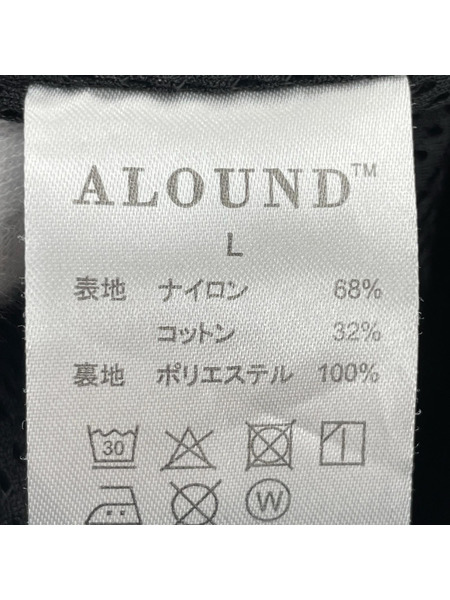 ALOUND™
L
表地 ナイロン 68%
コットン 32%
裏地 ポリエステル 100%
30
W